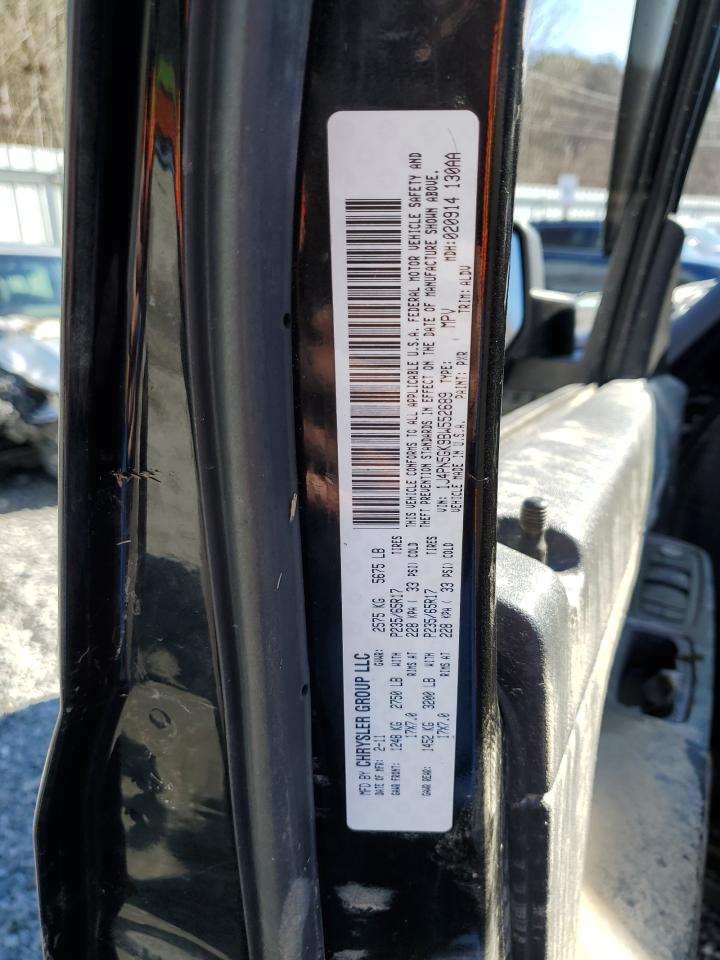 MFD BY CHRYSLER GROUP LLC
DATE OF MFR: 2-11 GVWR: 2575 KG 5675 LB
GAWR FRONT: 1248 KG 2750 LB WITH P235/65R17 TIRES
17X7.0 RIMS AT 228 KPA ( 33 PSI) COLD
GAWR REAR: 1452 KG 3200 LB WITH P235/65R17 TIRES
17X7.0 RIMS AT 228 KPA ( 33 PSI) COLD
THIS VEHICLE CONFORMS TO ALL APPLICABLE U.S.A. FEDERAL MOTOR VEHICLE SAFETY AND
THEFT PREVENTION STANDARDS IN EFFECT ON THE DATE OF MANUFACTURE SHOWN ABOVE.
VIN: 1J4PN5GK9BW552689 TYPE: MPV MDH:020914 130AA
VEHICLE MADE IN U.S.A. PAINT: PXR TRIM: ALDV